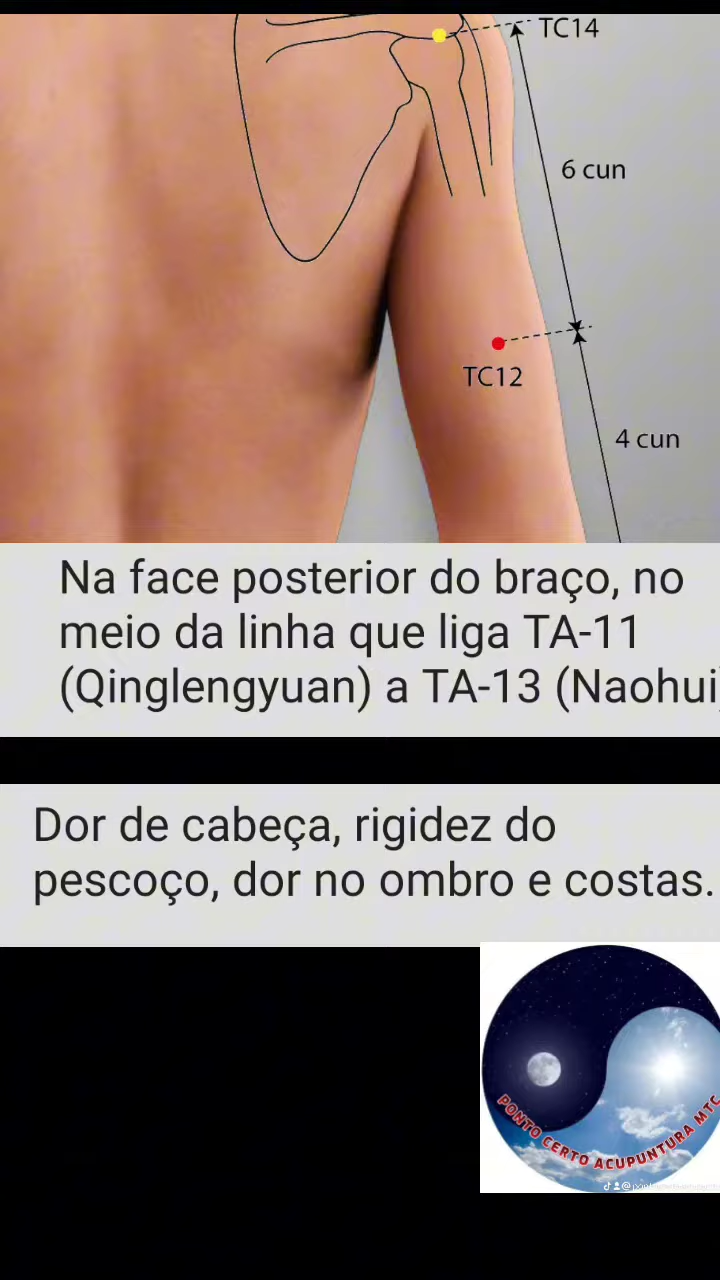 TC14
6 cun
TC12
4 cun
Na face posterior do braço, no
meio da linha que liga TA-11
(Qinglengyuan) a TA-13 (Naohui)
Dor de cabeça, rigidez do
pescoço, dor no ombro e costas.
PONTO CERTO ACUPUNTURA MTC